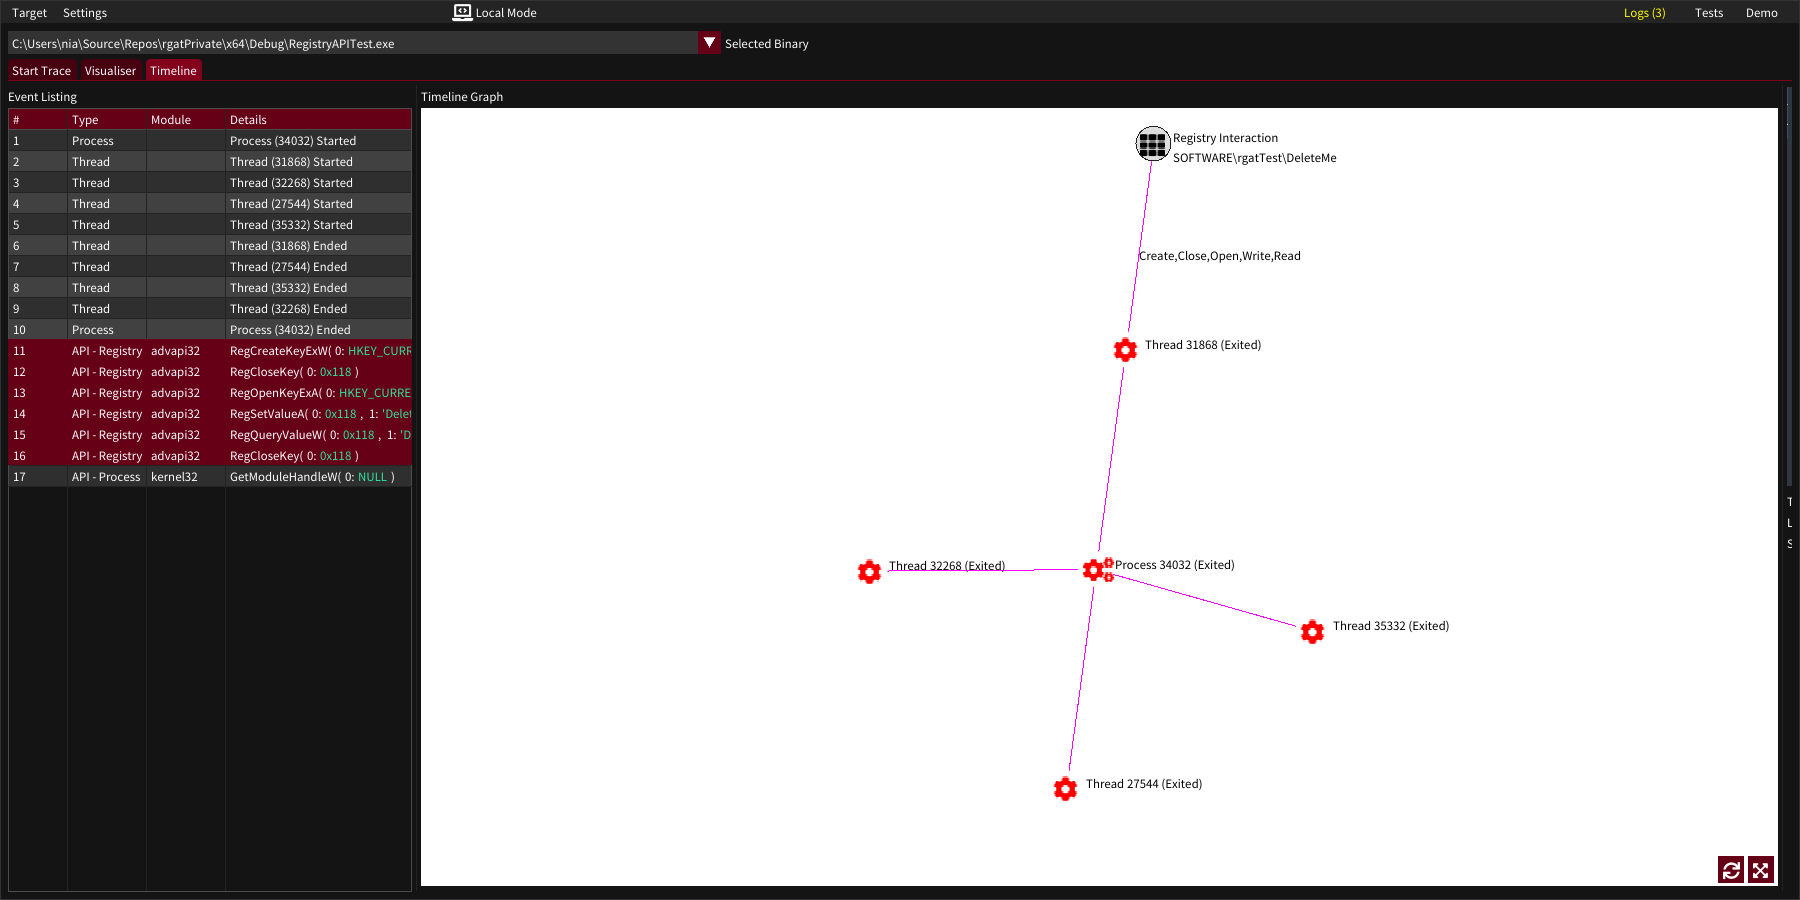 Target Settings Local Mode Logs (3) Tests Demo
C:\Users\nia\Source\Repos\rgatPrivate\x64\Debug\RegistryAPITest.exe Selected Binary
Start Trace Visualiser Timeline
Event Listing
# Type Module Details
1 Process Process (34032) Started
2 Thread Thread (31868) Started
3 Thread Thread (32268) Started
4 Thread Thread (27544) Started
5 Thread Thread (35332) Started
6 Thread Thread (31868) Ended
7 Thread Thread (27544) Ended
8 Thread Thread (35332) Ended
9 Thread Thread (32268) Ended
10 Process Process (34032) Ended
11 API - Registry advapi32 RegCreateKeyExW( 0: HKEY_CURR
12 API - Registry advapi32 RegCloseKey( 0: 0x118 )
13 API - Registry advapi32 RegOpenKeyExA( 0: HKEY_CURRE
14 API - Registry advapi32 RegSetValueA( 0: 0x118 , 1: 'Delet
15 API - Registry advapi32 RegQueryValueW( 0: 0x118 , 1: 'D
16 API - Registry advapi32 RegCloseKey( 0: 0x118 )
17 API - Process kernel32 GetModuleHandleW( 0: NULL )
Timeline Graph
Registry Interaction
SOFTWARE\rgatTest\DeleteMe
Create,Close,Open,Write,Read
Thread 31868 (Exited)
Thread 32268 (Exited)
Process 34032 (Exited)
Thread 35332 (Exited)
Thread 27544 (Exited)
T
L
S